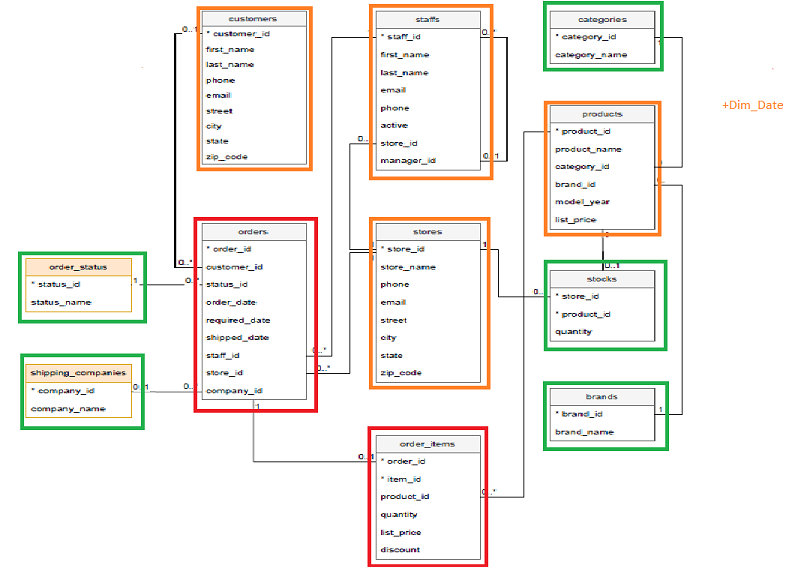 customers
* customer_id
first_name
last_name
phone
email
street
city
state
zip_code
0..1
0..*
staffs
* staff_id
first_name
last_name
email
phone
active
store_id
manager_id
0..*
0..1
categories
* category_id
category_name
1
+Dim_Date
products
* product_id
product_name
category_id
brand_id
model_year
list_price
orders
* order_id
customer_id
status_id
order_date
required_date
shipped_date
staff_id
store_id
company_id
0..*
0..*
1
stores
* store_id
store_name
phone
email
street
city
state
zip_code
1
order_status
* status_id
status_name
1
0..*
stocks
* store_id
* product_id
quantity
0..1
shipping_companies
* company_id
company_name
0..1
brands
* brand_id
brand_name
1
order_items
* order_id
* item_id
product_id
quantity
list_price
discount
0..*